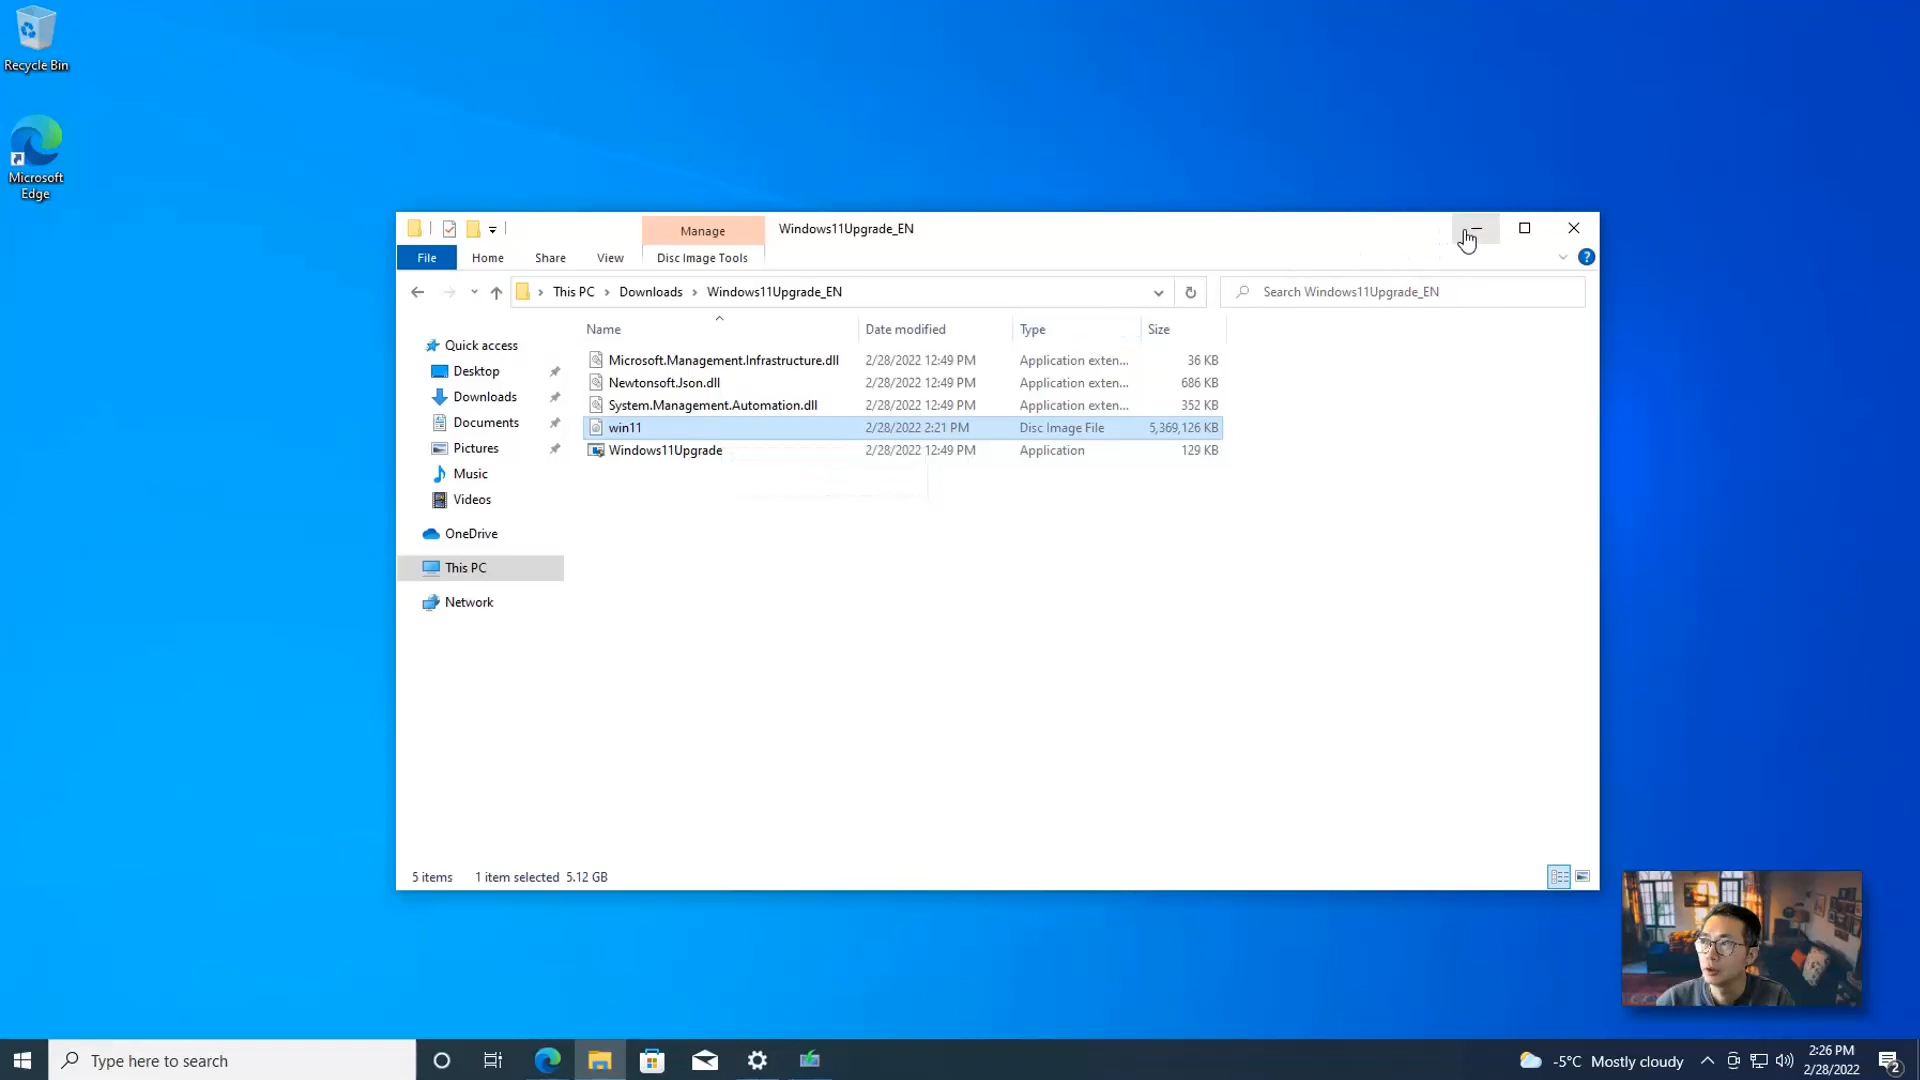 Recycle Bin
Microsoft
Edge
Manage
Windows11Upgrade_EN
File
Home
Share
View
Disc Image Tools
?
This PC
Downloads
Windows11Upgrade_EN
Search Windows11Upgrade_EN
Name
Date modified
Type
Size
Microsoft.Management.Infrastructure.dll 2/28/2022 12:49 PM Application exten... 36 KB
Newtonsoft.Json.dll 2/28/2022 12:49 PM Application exten... 686 KB
System.Management.Automation.dll 2/28/2022 12:49 PM Application exten... 352 KB
win11 2/28/2022 2:21 PM Disc Image File 5,369,126 KB
Windows11Upgrade 2/28/2022 12:49 PM Application 129 KB
Quick access
Desktop
Downloads
Documents
Pictures
Music
Videos
OneDrive
This PC
Network
5 items 1 item selected 5.12 GB
Type here to search
-5°C Mostly cloudy
2:26 PM
2/28/2022
2